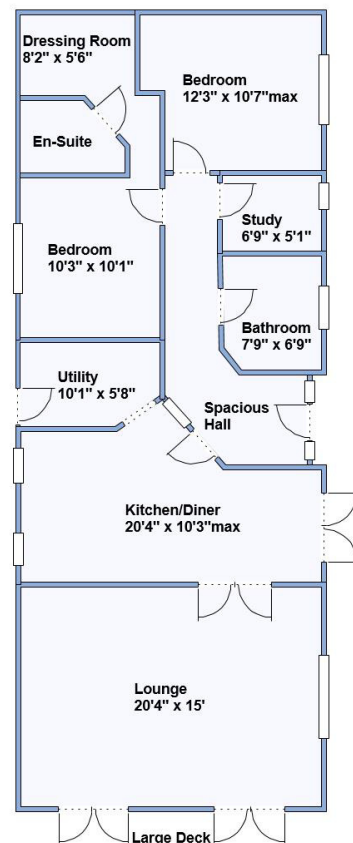 Dressing Room
8'2" x 5'6"
Bedroom
12'3" x 10'7"max
En-Suite
Study
6'9" x 5'1"
Bedroom
10'3" x 10'1"
Bathroom
7'9" x 6'9"
Utility
10'1" x 5'8"
Spacious
Hall
Kitchen/Diner
20'4" x 10'3"max
Lounge
20'4" x 15'
Large Deck